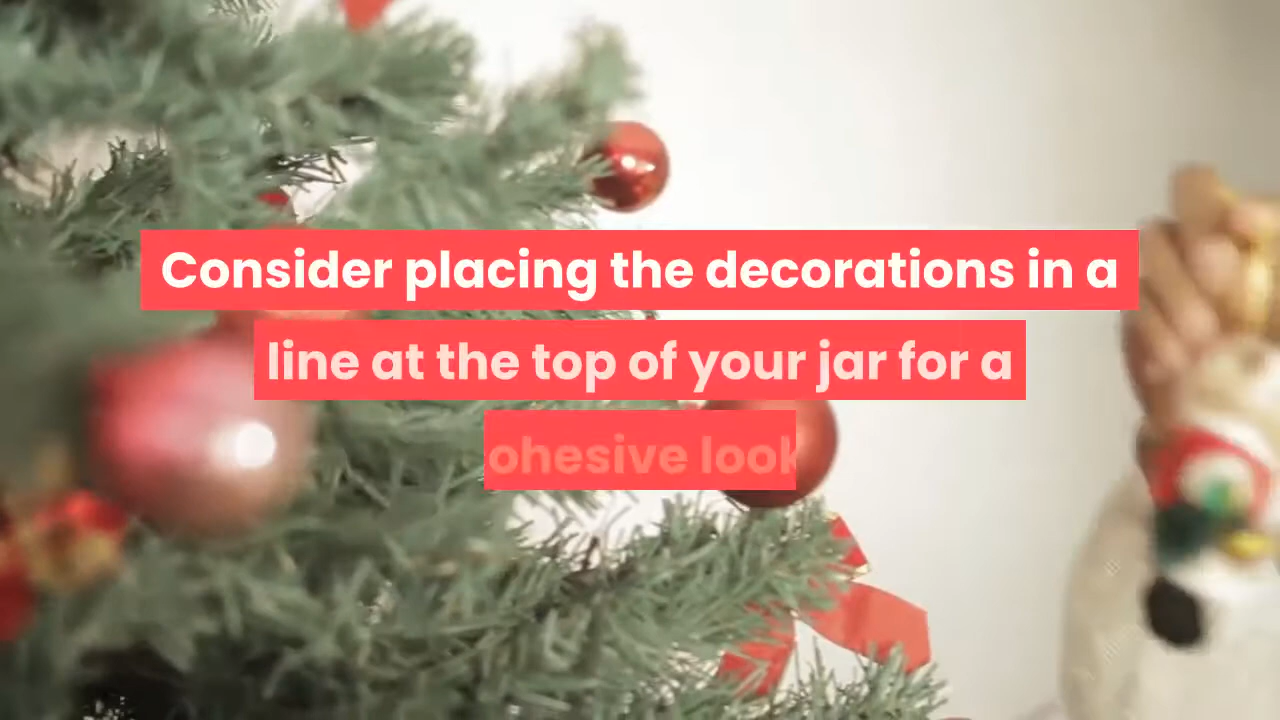 Consider placing the decorations in a
line at the top of your jar for a
ohesive look